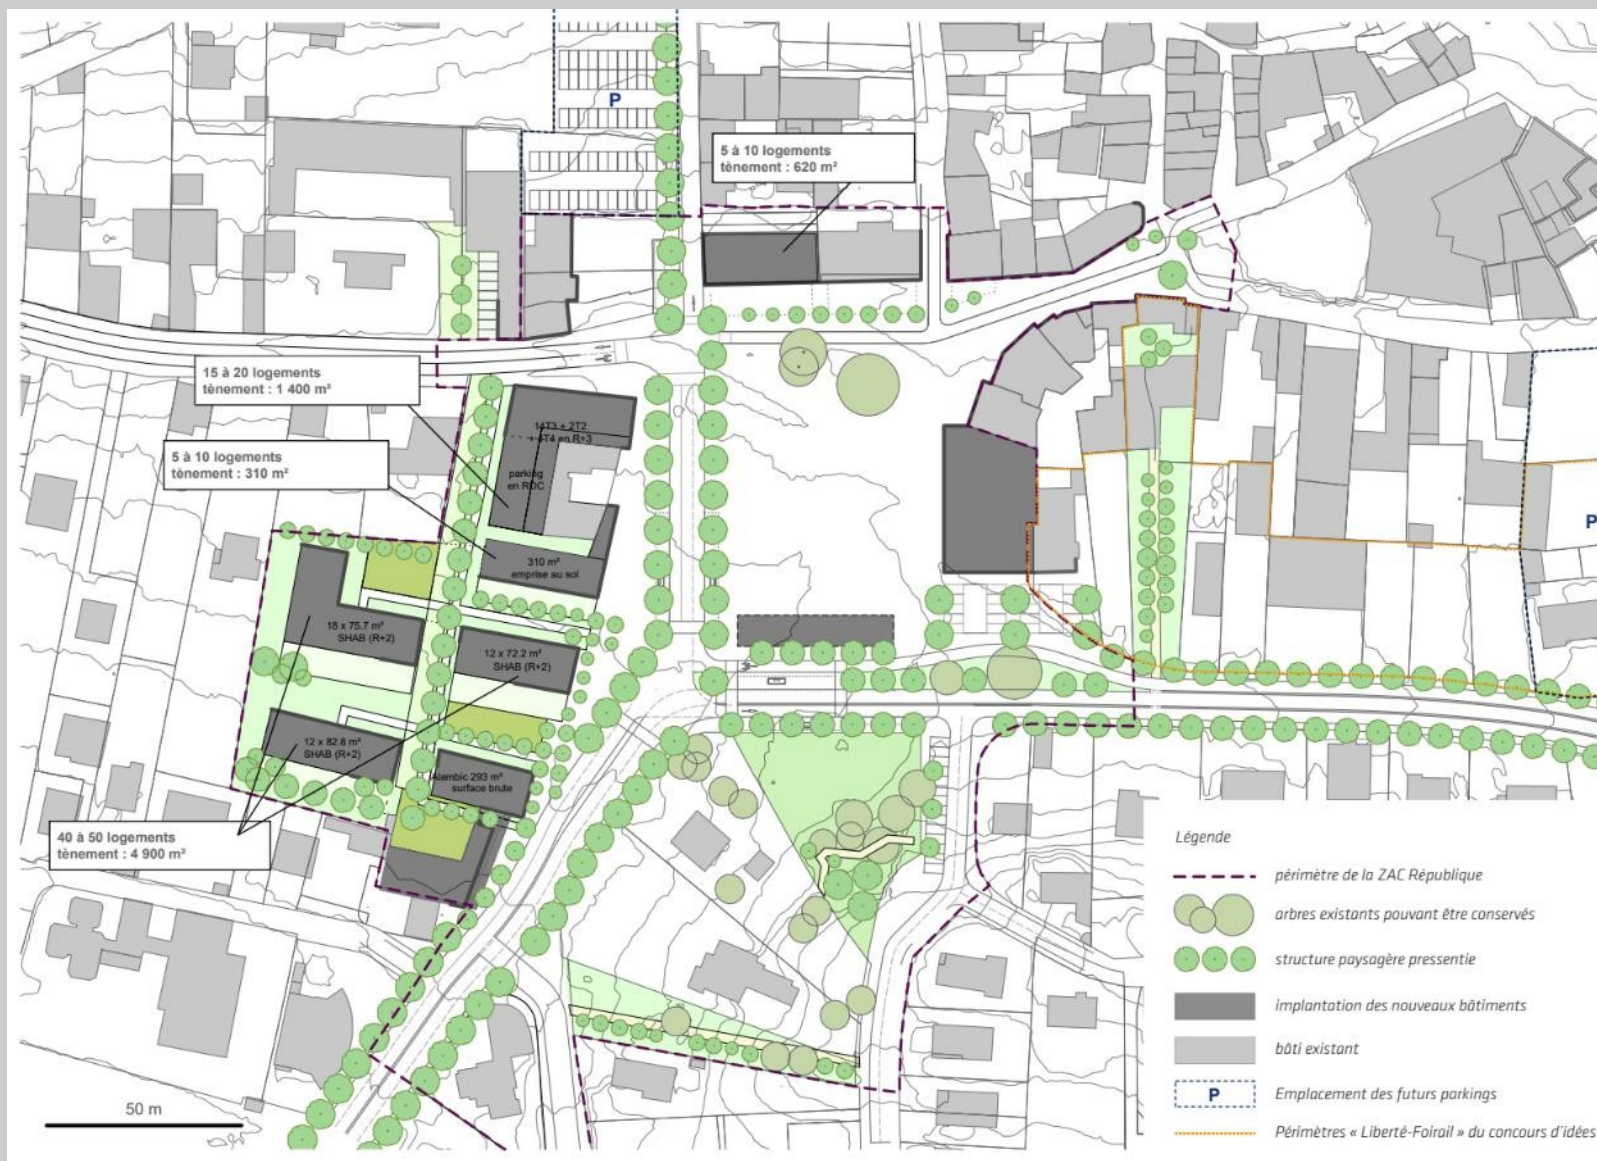 P
5 à 10 logements
tènement : 620 m²
15 à 20 logements
tènement : 1 400 m²
14T3 + 2T2
+ 4T4 en R+3
parking
en RDC
5 à 10 logements
tènement : 310 m²
310 m²
emprise au sol
P
18 x 75.7 m²
SHAB (R+2)
12 x 72.2 m²
SHAB (R+2)
12 x 82.8 m²
SHAB (R+2)
Alambic 293 m²
surface brute
40 à 50 logements
tènement : 4 900 m²
Légende
périmètre de la ZAC République
arbres existants pouvant être conservés
structure paysagère pressentie
implantation des nouveaux bâtiments
bâti existant
P Emplacement des futurs parkings
Périmètres « Liberté-Foirail » du concours d'idées
50 m